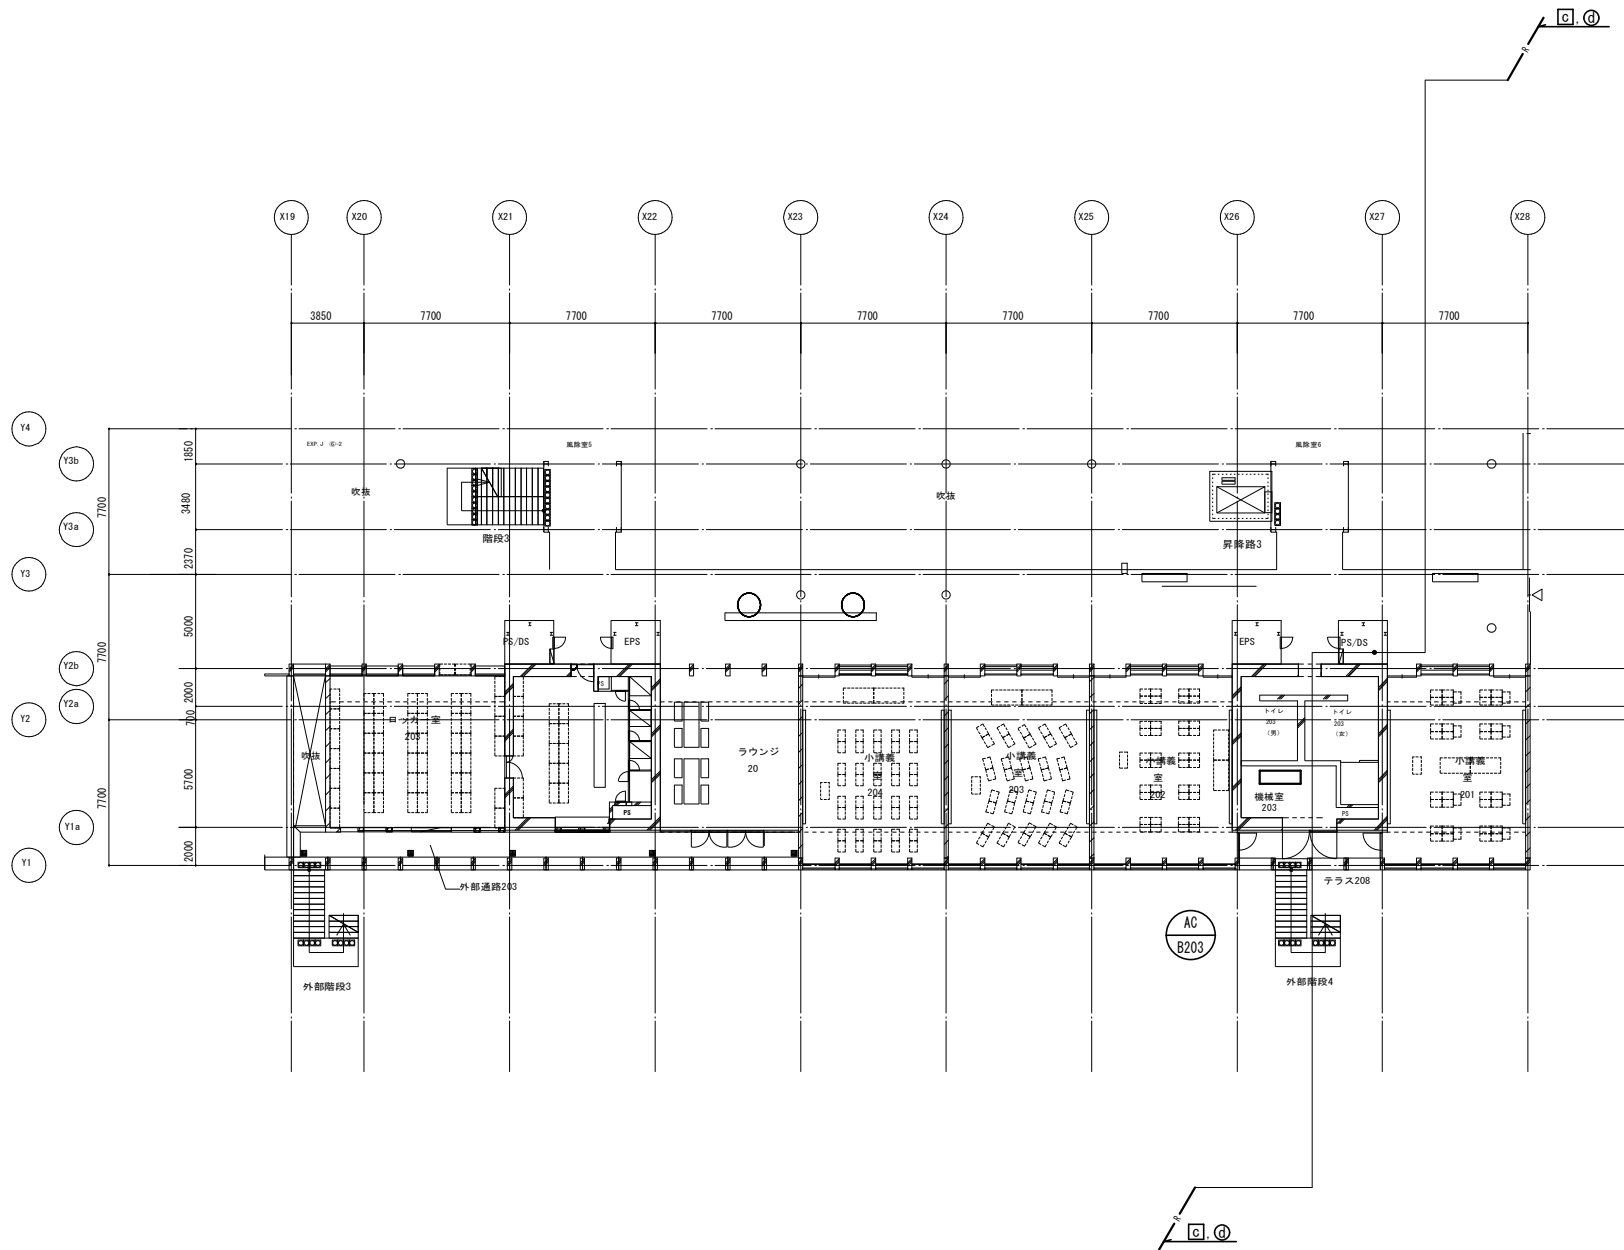 c, d
R
X19 X20 X21 X22 X23 X24 X25 X26 X27 X28
3850 7700 7700 7700 7700 7700 7700 7700 7700
Y4
Y3b
Y3a
Y3
Y2b
Y2a
Y2
Y1a
Y1
7700
7700
7700
1850
3480
2370
5000
2000
700
5700
2000
EXP.J ⑥-2
風除室5
風除室6
吹抜
吹抜
階段3
昇降路3
PS/DS
EPS
EPS
PS/DS
PS
ロッカー室
203
吹抜
ラウンジ
20
小講義
室
204
小講義
室
203
小講義
室
202
トイレ
203
(男)
トイレ
203
(女)
小講義
室
201
機械室
203
PS
PS
外部通路203
テラス208
AC
B203
外部階段3
外部階段4
R
c, d